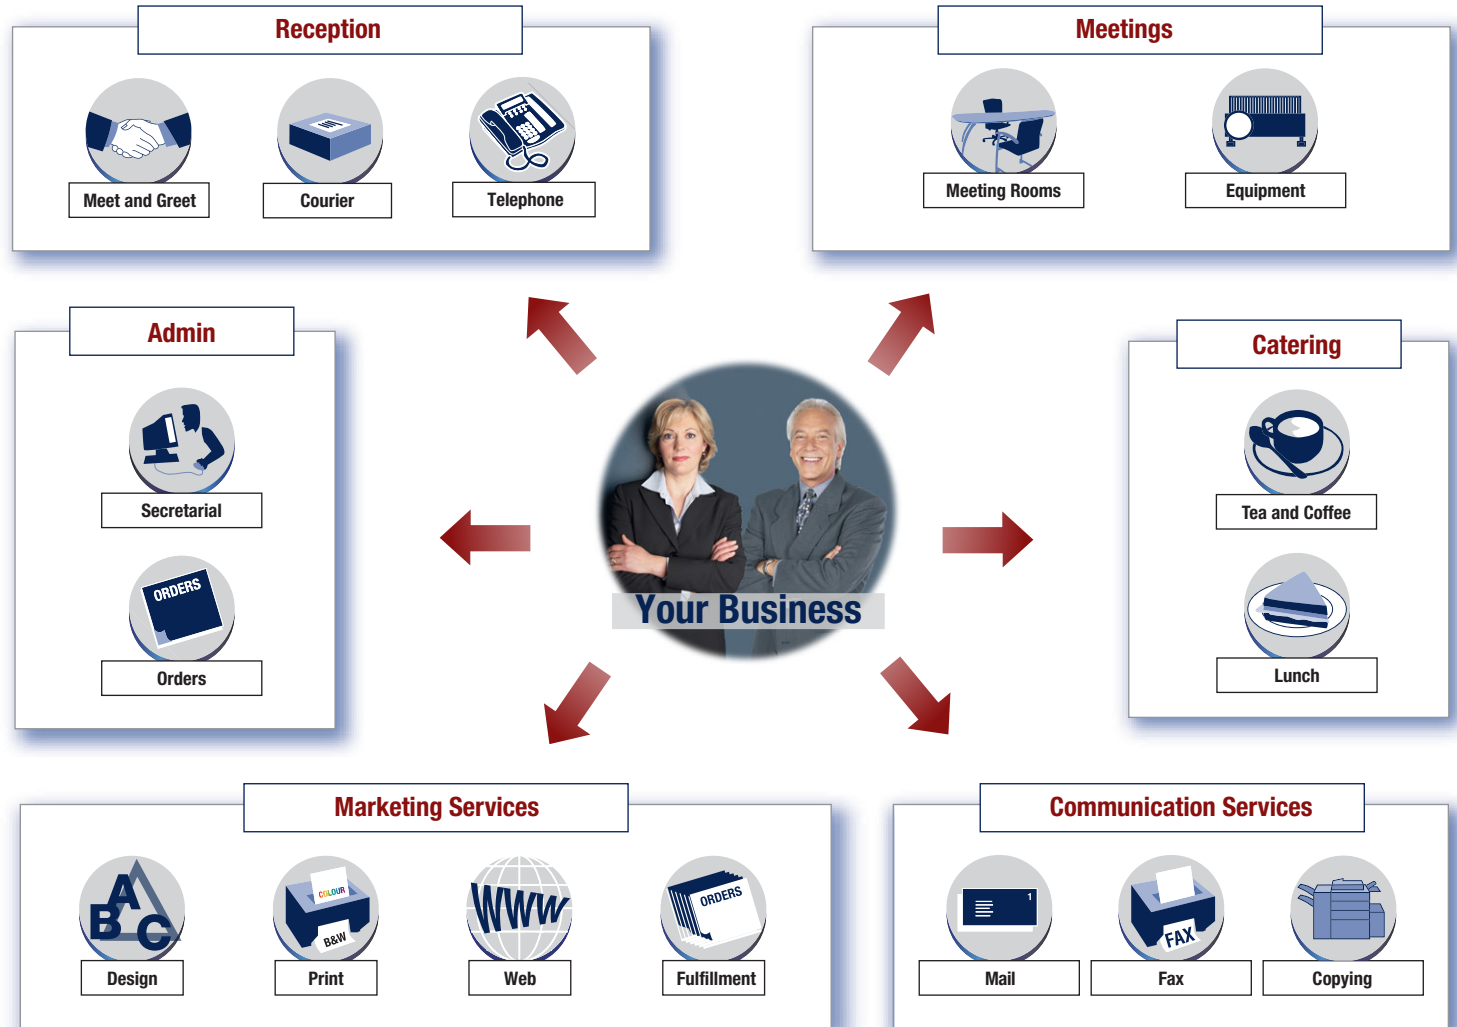 Reception
Meet and Greet
Courier
Telephone
Meetings
Meeting Rooms
Equipment
Admin
Secretarial
ORDERS
Orders
Your Business
Catering
Tea and Coffee
Lunch
Marketing Services
A
B
C
Design
COLOUR
B&W
Print
WWW
Web
ORDERS
Fulfillment
Communication Services
1
Mail
FAX
Fax
Copying